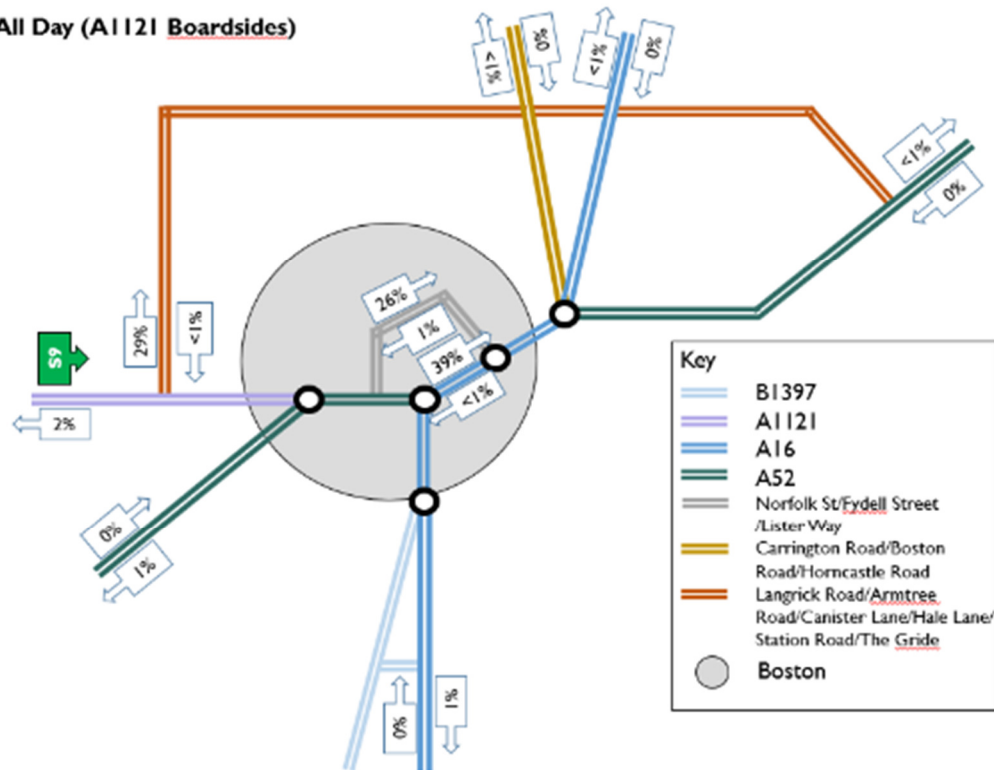 All Day (A1121 Boardsides)
<1%
0%
<1%
0%
<1%
0%
26%
1%
39%
<1%
29%
<1%
S9
2%
0%
1%
0%
1%
Key
B1397
A1121
A16
A52
Norfolk St/Fydell Street
/Lister Way
Carrington Road/Boston
Road/Horncastle Road
Langrick Road/Armtree
Road/Canister Lane/Hale Lane/
Station Road/The Gride
Boston